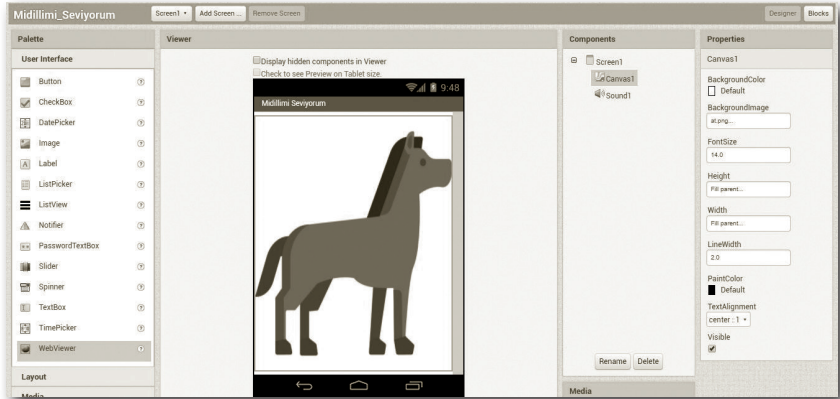 Midillimi_Seviyorum
Screen1
Add Screen ...
Remove Screen
Designer
Blocks
Palette
User Interface
Button
CheckBox
DatePicker
Image
Label
ListPicker
ListView
Notifier
PasswordTextBox
Slider
Spinner
TextBox
TimePicker
WebViewer
Layout
Media
Viewer
Display hidden components in Viewer
Check to see Preview on Tablet size.
9:48
Midillimi Seviyorum
Components
Screen1
Canvas1
Sound1
Rename
Delete
Media
Properties
Canvas1
BackgroundColor
Default
BackgroundImage
at.png...
FontSize
14.0
Height
Fill parent...
Width
Fill parent...
LineWidth
2.0
PaintColor
Default
TextAlignment
center : 1
Visible